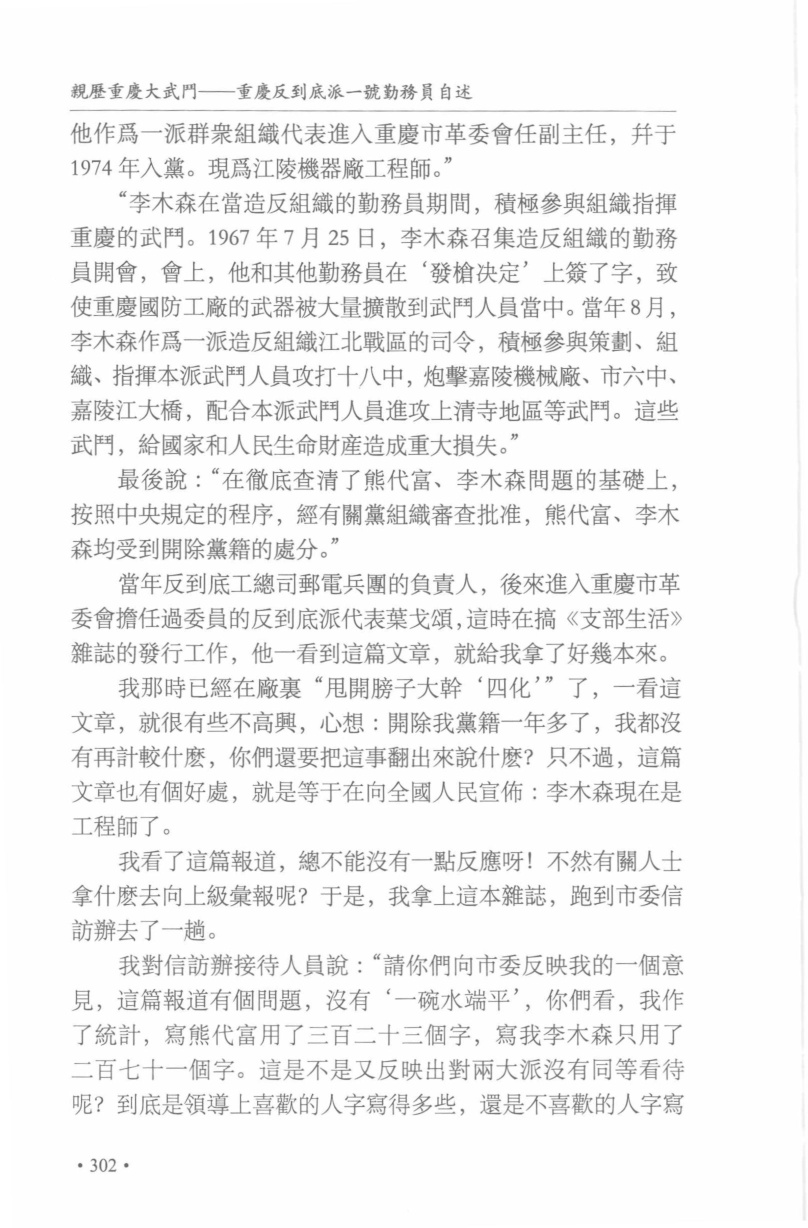 親歷重慶大武鬥——重慶反到底派一號勤務員自述
他作爲一派群衆組織代表進入重慶市革委會任副主任，幷于
1974 年入黨。現爲江陵機器廠工程師。”
“李木森在當造反組織的勤務員期間，積極參與組織指揮
重慶的武鬥。1967 年 7 月 25 日，李木森召集造反組織的勤務
員開會，會上，他和其他勤務員在‘發槍决定’上簽了字，致
使重慶國防工廠的武器被大量擴散到武鬥人員當中。當年 8 月，
李木森作爲一派造反組織江北戰區的司令，積極參與策劃、組
織、指揮本派武鬥人員攻打十八中，炮擊嘉陵機械廠、市六中、
嘉陵江大橋，配合本派武鬥人員進攻上清寺地區等武鬥。這些
武鬥，給國家和人民生命財産造成重大損失。”
最後說：“在徹底查清了熊代富、李木森問題的基礎上，
按照中央規定的程序，經有關黨組織審查批准，熊代富、李木
森均受到開除黨籍的處分。”
當年反到底工總司郵電兵團的負責人，後來進入重慶市革
委會擔任過委員的反到底派代表葉戈頌，這時在搞《支部生活》
雜誌的發行工作，他一看到這篇文章，就給我拿了好幾本來。
我那時已經在廠裏“甩開膀子大幹‘四化’”了，一看這
文章，就很有些不高興，心想：開除我黨籍一年多了，我都沒
有再計較什麽，你們還要把這事翻出來說什麽？只不過，這篇
文章也有個好處，就是等于在向全國人民宣佈：李木森現在是
工程師了。
我看了這篇報道，總不能沒有一點反應呀！不然有關人士
拿什麽去向上級彙報呢？于是，我拿上這本雜誌，跑到市委信
訪辦去了一趟。
我對信訪辦接待人員說：“請你們向市委反映我的一個意
見，這篇報道有個問題，沒有‘一碗水端平’，你們看，我作
了統計，寫熊代富用了三百二十三個字，寫我李木森只用了
二百七十一個字。這是不是又反映出對兩大派沒有同等看待
呢？到底是領導上喜歡的人字寫得多些，還是不喜歡的人字寫
• 302 •